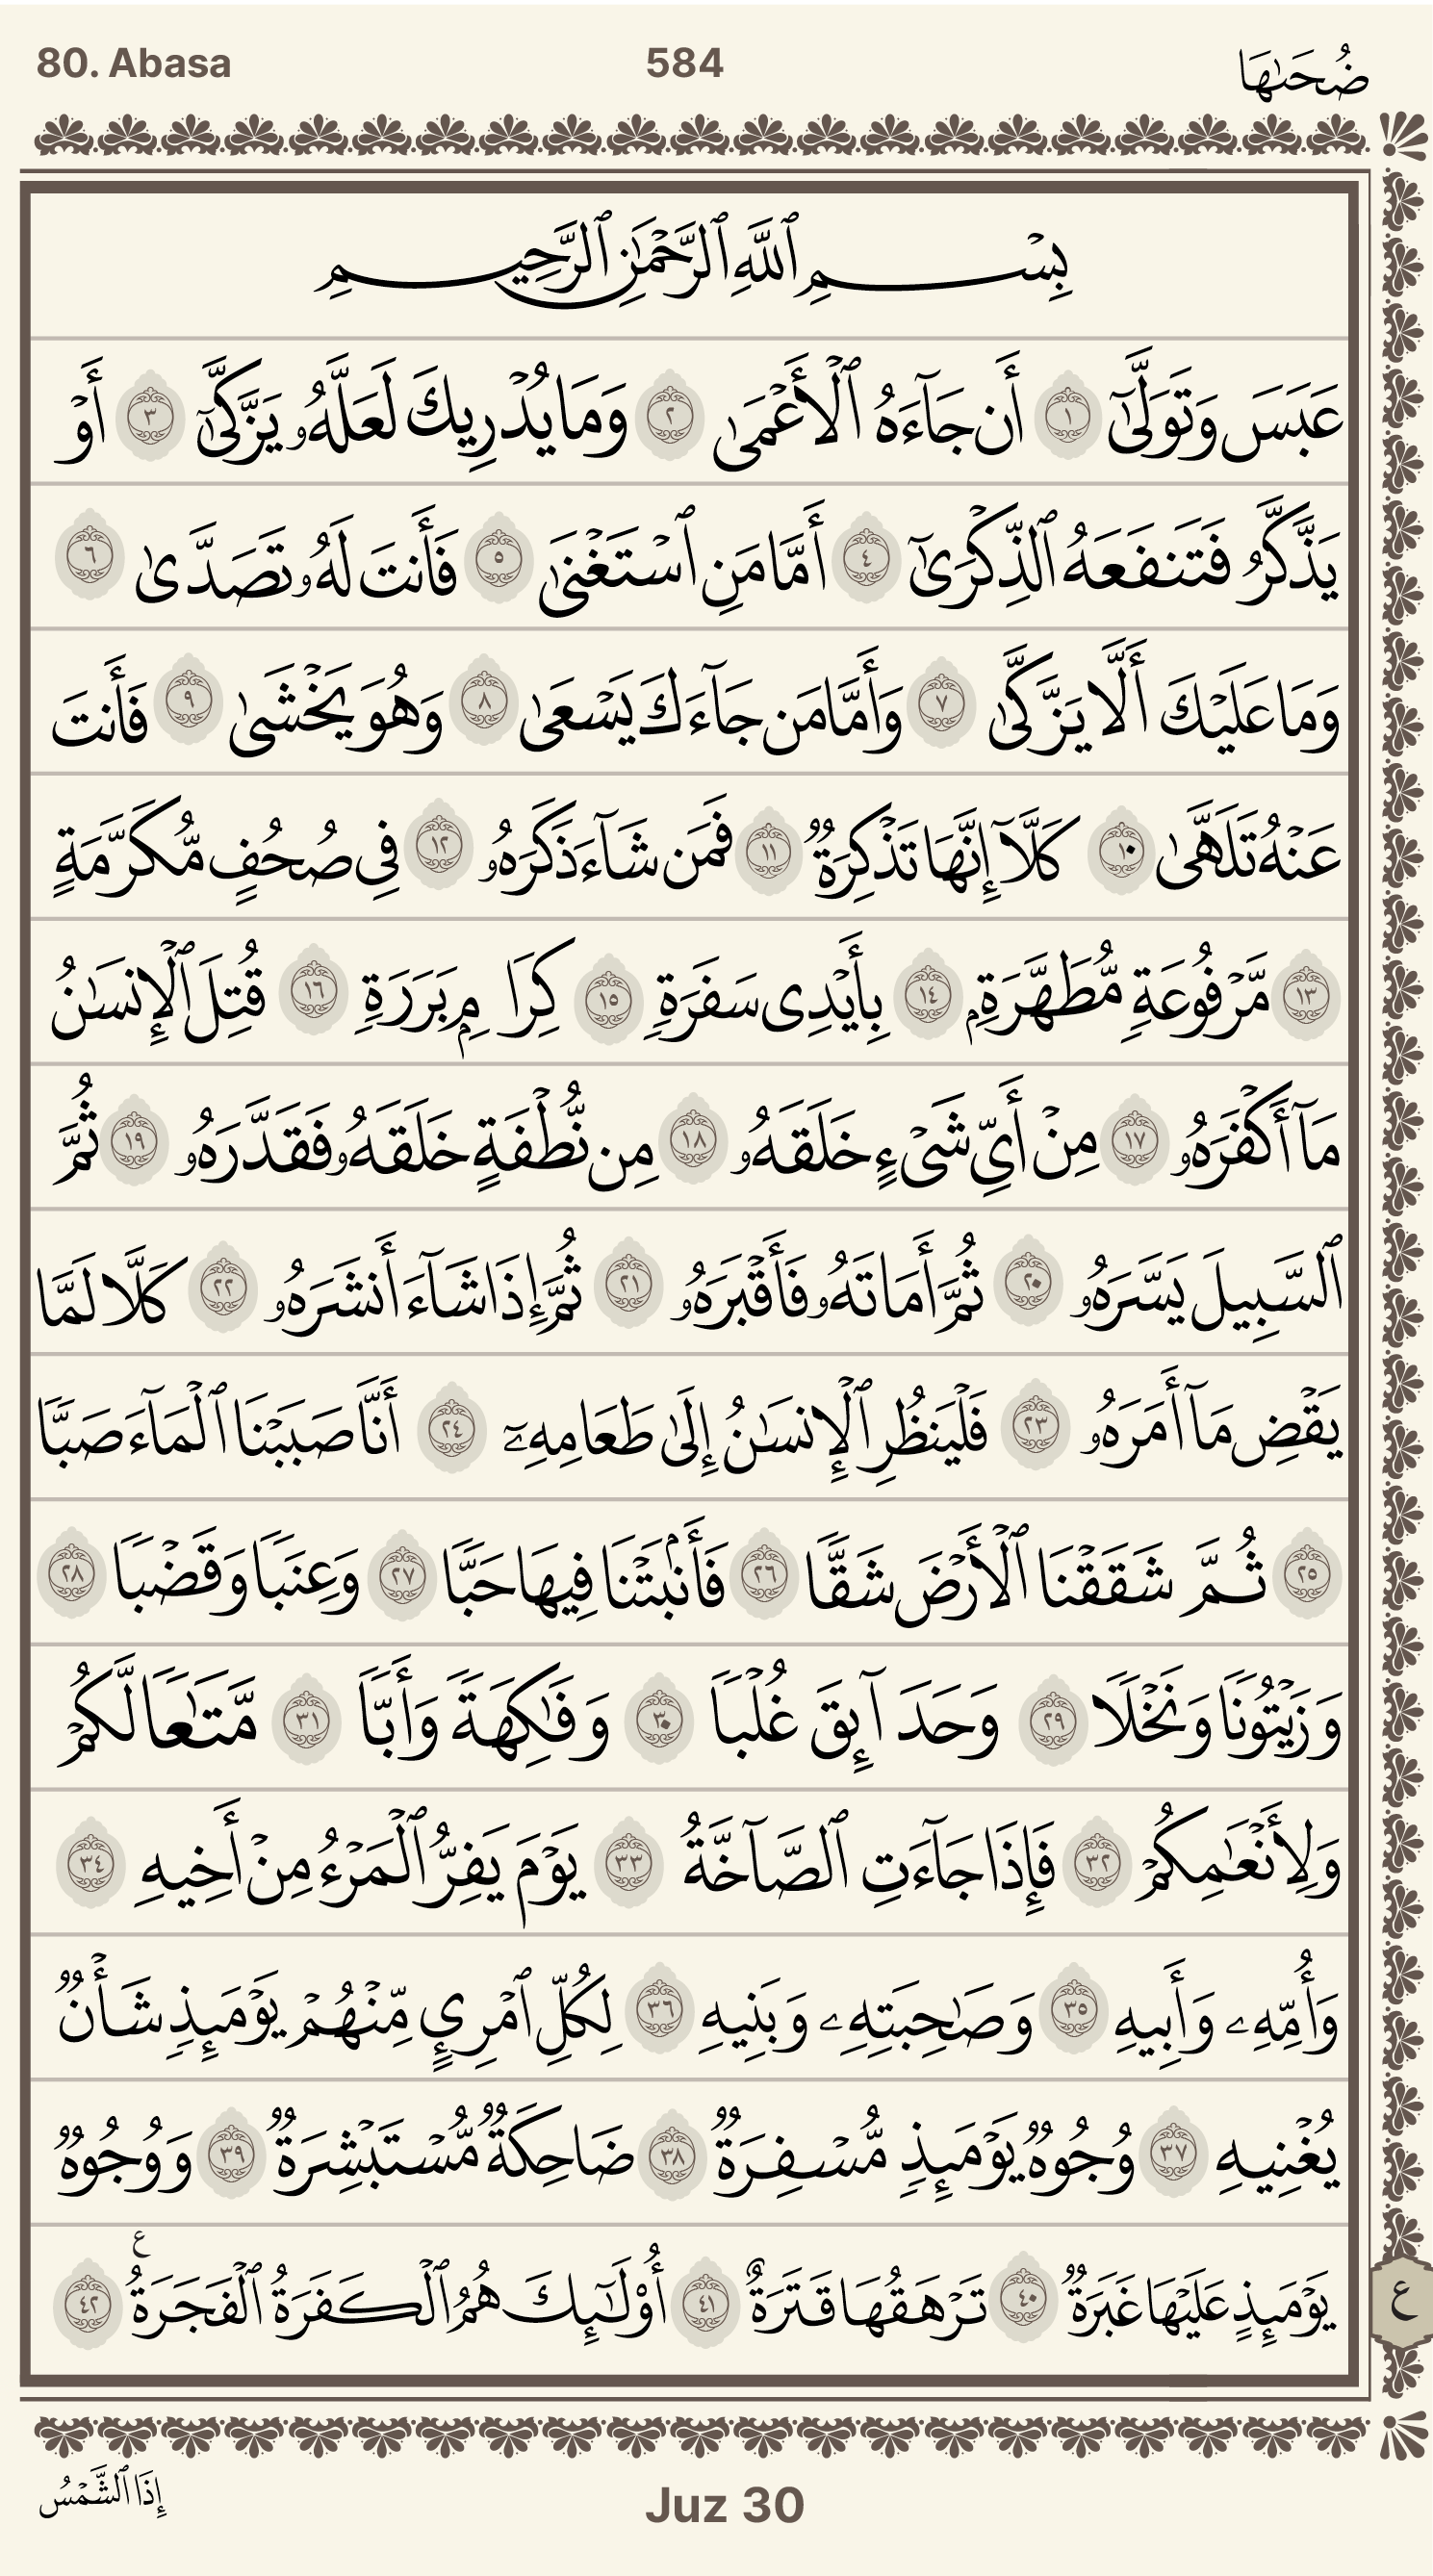 80. Abasa 584 ضُحَىٰهَا
بِسْمِ ٱللَّهِ ٱلرَّحْمَٰنِ ٱلرَّحِيمِ
عَبَسَ وَتَوَلَّىٰٓ ١ أَن جَآءَهُ ٱلْأَعْمَىٰ ٢ وَمَا يُدْرِيكَ لَعَلَّهُۥ يَزَّكَّىٰٓ ٣ أَوْ
يَذَّكَّرُ فَتَنفَعَهُ ٱلذِّكْرَىٰٓ ٤ أَمَّا مَنِ ٱسْتَغْنَىٰ ٥ فَأَنتَ لَهُۥ تَصَدَّىٰ ٦
وَمَا عَلَيْكَ أَلَّا يَزَّكَّىٰ ٧ وَأَمَّا مَن جَآءَكَ يَسْعَىٰ ٨ وَهُوَ يَخْشَىٰ ٩ فَأَنتَ
عَنْهُ تَلَهَّىٰ ١٠ كَلَّآ إِنَّهَا تَذْكِرَةٌ ١١ فَمَن شَآءَ ذَكَرَهُۥ ١٢ فِى صُحُفٍ مُّكَرَّمَةٍ
١٣ مَّرْفُوعَةٍ مُّطَهَّرَةٍۭ ١٤ بِأَيْدِى سَفَرَةٍ ١٥ كِرَامٍۭ بَرَرَةٍ ١٦ قُتِلَ ٱلْإِنسَٰنُ
مَآ أَكْفَرَهُۥ ١٧ مِنْ أَىِّ شَىْءٍ خَلَقَهُۥ ١٨ مِن نُّطْفَةٍ خَلَقَهُۥ فَقَدَّرَهُۥ ١٩ ثُمَّ
ٱلسَّبِيلَ يَسَّرَهُۥ ٢٠ ثُمَّ أَمَاتَهُۥ فَأَقْبَرَهُۥ ٢١ ثُمَّ إِذَا شَآءَ أَنشَرَهُۥ ٢٢ كَلَّا لَمَّا
يَقْضِ مَآ أَمَرَهُۥ ٢٣ فَلْيَنظُرِ ٱلْإِنسَٰنُ إِلَىٰ طَعَامِهِۦٓ ٢٤ أَنَّا صَبَبْنَا ٱلْمَآءَ صَبًّا
٢٥ ثُمَّ شَقَقْنَا ٱلْأَرْضَ شَقًّا ٢٦ فَأَنۢبَتْنَا فِيهَا حَبًّا ٢٧ وَعِنَبًا وَقَضْبًا ٢٨
وَزَيْتُونًا وَنَخْلًا ٢٩ وَحَدَآئِقَ غُلْبًا ٣٠ وَفَٰكِهَةً وَأَبًّا ٣١ مَّتَٰعًا لَّكُمْ
وَلِأَنْعَٰمِكُمْ ٣٢ فَإِذَا جَآءَتِ ٱلصَّآخَّةُ ٣٣ يَوْمَ يَفِرُّ ٱلْمَرْءُ مِنْ أَخِيهِ ٣٤
وَأُمِّهِۦ وَأَبِيهِ ٣٥ وَصَٰحِبَتِهِۦ وَبَنِيهِ ٣٦ لِكُلِّ ٱمْرِئٍ مِّنْهُمْ يَوْمَئِذٍ شَأْنٌ
يُغْنِيهِ ٣٧ وُجُوهٌ يَوْمَئِذٍ مُّسْفِرَةٌ ٣٨ ضَاحِكَةٌ مُّسْتَبْشِرَةٌ ٣٩ وَوُجُوهٌ
يَوْمَئِذٍ عَلَيْهَا غَبَرَةٌ ٤٠ تَرْهَقُهَا قَتَرَةٌ ٤١ أُو۟لَٰٓئِكَ هُمُ ٱلْكَفَرَةُ ٱلْفَجَرَةُ ۧ ٤٢
ع
إِذَا ٱلشَّمْسُ
Juz 30